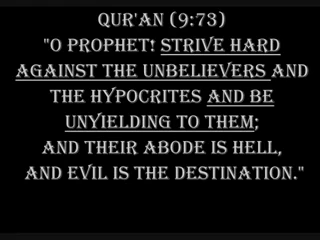 QUR'AN (9:73)
"O PROPHET! STRIVE HARD
AGAINST THE UNBELIEVERS AND
THE HYPOCRITES AND BE
UNYIELDING TO THEM;
AND THEIR ABODE IS HELL,
AND EVIL IS THE DESTINATION."